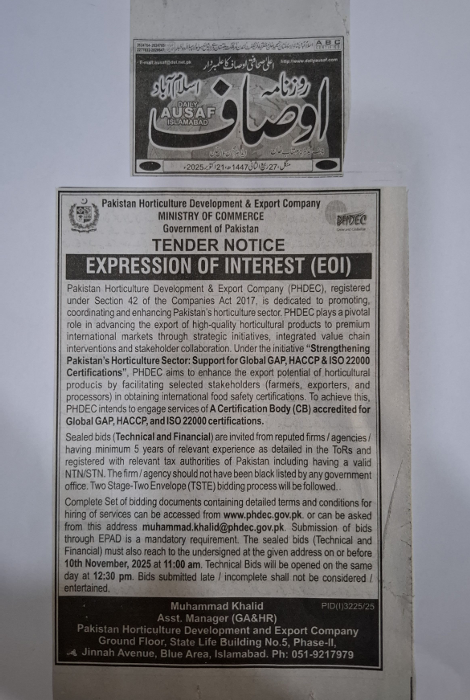 ABC
اعلیٰ صحافتی اوصاف کا علمبردار
http://www.dailyausaf.com
روزنامہ
اوصاف
اسلام آباد
DAILY
AUSAF
ISLAMABAD
Pakistan Horticulture Development & Export Company
MINISTRY OF COMMERCE
Government of Pakistan
PHDEC
TENDER NOTICE
EXPRESSION OF INTEREST (EOI)
Pakistan Horticulture Development & Export Company (PHDEC), registered
under Section 42 of the Companies Act 2017, is dedicated to promoting,
coordinating and enhancing Pakistan's horticulture sector. PHDEC plays a pivotal
role in advancing the export of high-quality horticultural products to premium
international markets through strategic initiatives, integrated value chain
interventions and stakeholder collaboration. Under the initiative "Strengthening
Pakistan's Horticulture Sector: Support for Global GAP, HACCP & ISO 22000
Certifications", PHDEC aims to enhance the export potential of horticultural
products by facilitating selected stakeholders (farmers, exporters, and
processors) in obtaining international food safety certifications. To achieve this,
PHDEC intends to engage services of A Certification Body (CB) accredited for
Global GAP, HACCP, and ISO 22000 certifications.
Sealed bids (Technical and Financial) are invited from reputed firms / agencies /
having minimum 5 years of relevant experience as detailed in the ToRs and
registered with relevant tax authorities of Pakistan including having a valid
NTN/STN. The firm / agency should not have been black listed by any government
office. Two Stage-Two Envelope (TSTE) bidding process will be followed.
Complete Set of bidding documents containing detailed terms and conditions for
hiring of services can be accessed from www.phdec.gov.pk. or can be asked
from this address muhammad.khalid@phdec.gov.pk. Submission of bids
through EPAD is a mandatory requirement. The sealed bids (Technical and
Financial) must also reach to the undersigned at the given address on or before
10th November, 2025 at 11:00 am. Technical Bids will be opened on the same
day at 12:30 pm. Bids submitted late / incomplete shall not be considered /
entertained.
Muhammad Khalid
PID(I)3225/25
Asst. Manager (GA&HR)
Pakistan Horticulture Development and Export Company
Ground Floor, State Life Building No.5, Phase-II,
Jinnah Avenue, Blue Area, Islamabad. Ph: 051-9217979